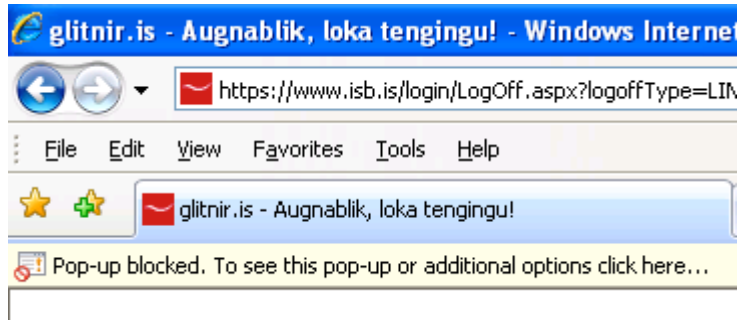 glitnir.is - Augnablik, loka tengingu! - Windows Internet
https://www.isb.is/login/LogOff.aspx?logoffType=LIN
File Edit View Favorites Tools Help
glitnir.is - Augnablik, loka tengingu!
Pop-up blocked. To see this pop-up or additional options click here...